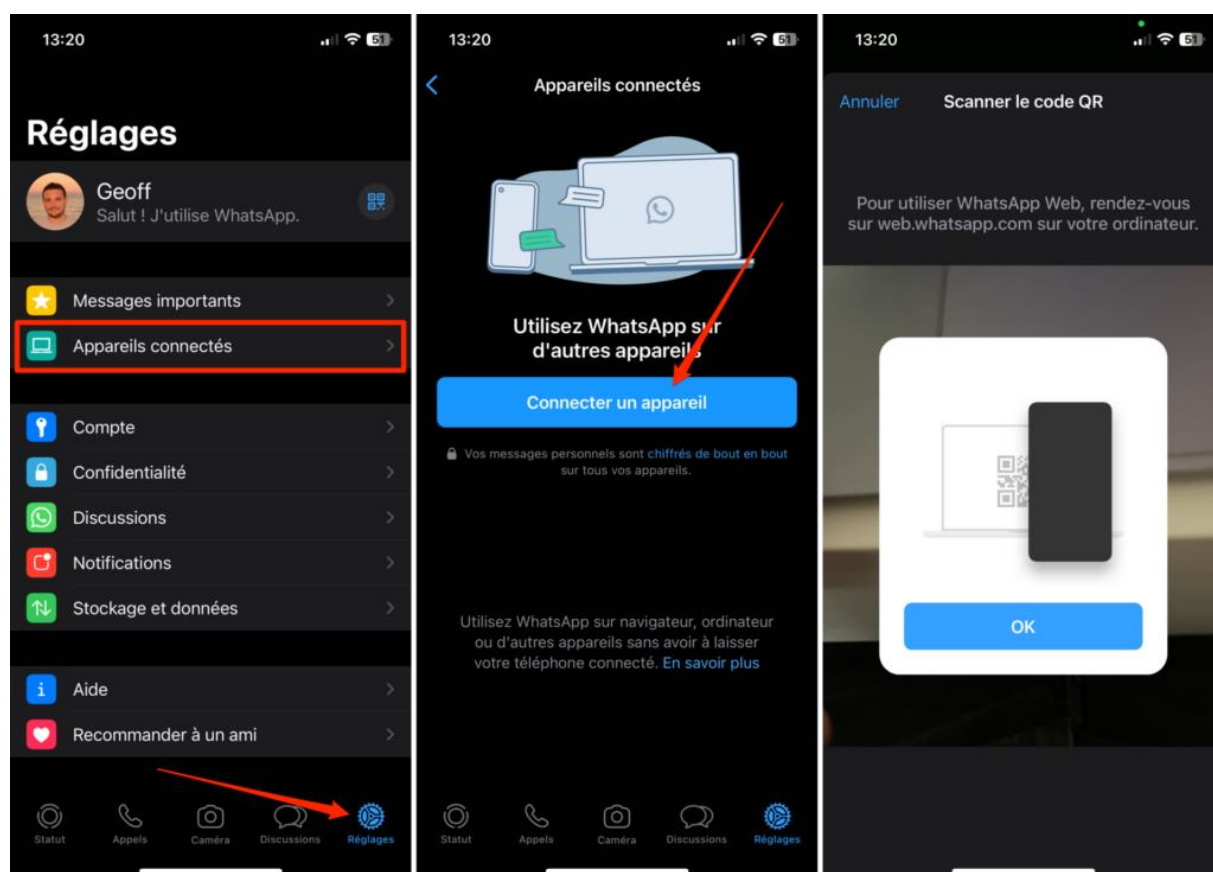 13:20
51
Réglages
Geoff
Salut ! J'utilise WhatsApp.
Messages importants
Appareils connectés
Compte
Confidentialité
Discussions
Notifications
Stockage et données
Aide
Recommander à un ami
Statut
Appels
Caméra
Discussions
Réglages
13:20
51
Appareils connectés
Utilisez WhatsApp sur
d'autres appareils
Connecter un appareil
Vos messages personnels sont chiffrés de bout en bout
sur tous vos appareils.
Utilisez WhatsApp sur navigateur, ordinateur
ou d'autres appareils sans avoir à laisser
votre téléphone connecté. En savoir plus
Statut
Appels
Caméra
Discussions
Réglages
13:20
51
Annuler
Scanner le code QR
Pour utiliser WhatsApp Web, rendez-vous
sur web.whatsapp.com sur votre ordinateur.
OK